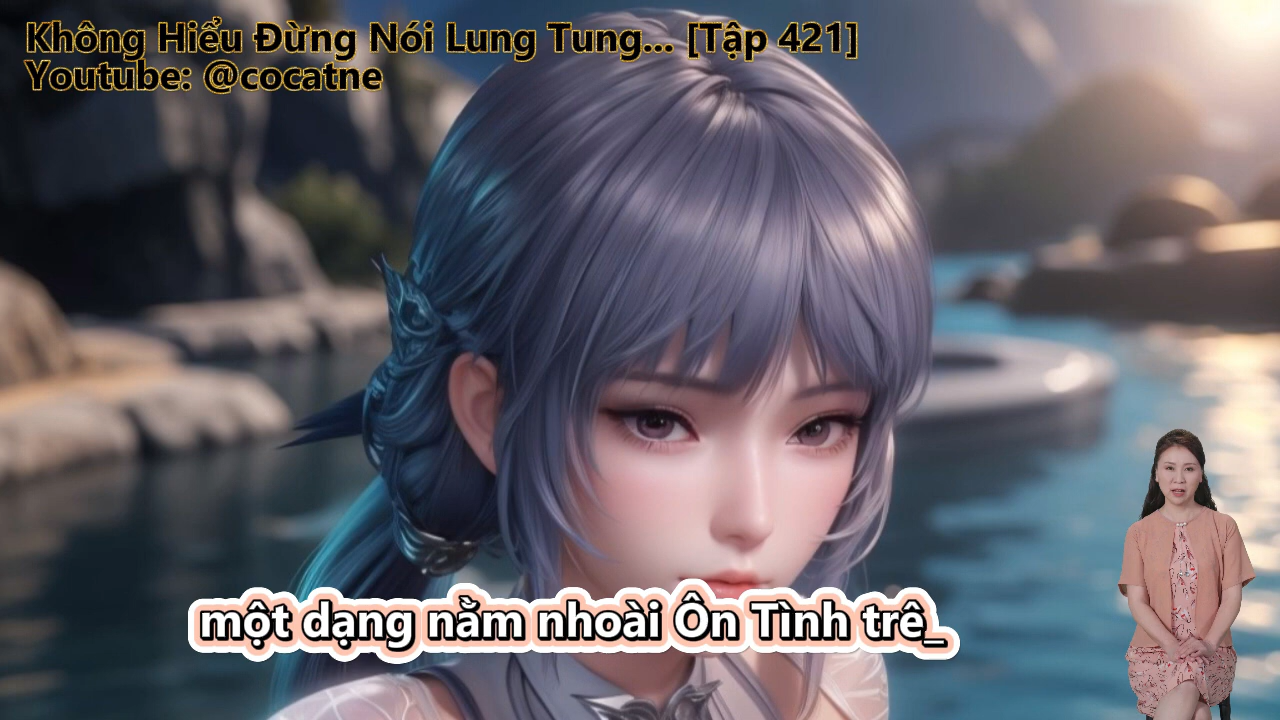 Không Hiểu Đừng Nói Lung Tung... [Tập 421]
Youtube: @cocatne
một dạng nằm nhoài Ôn Tình trê_